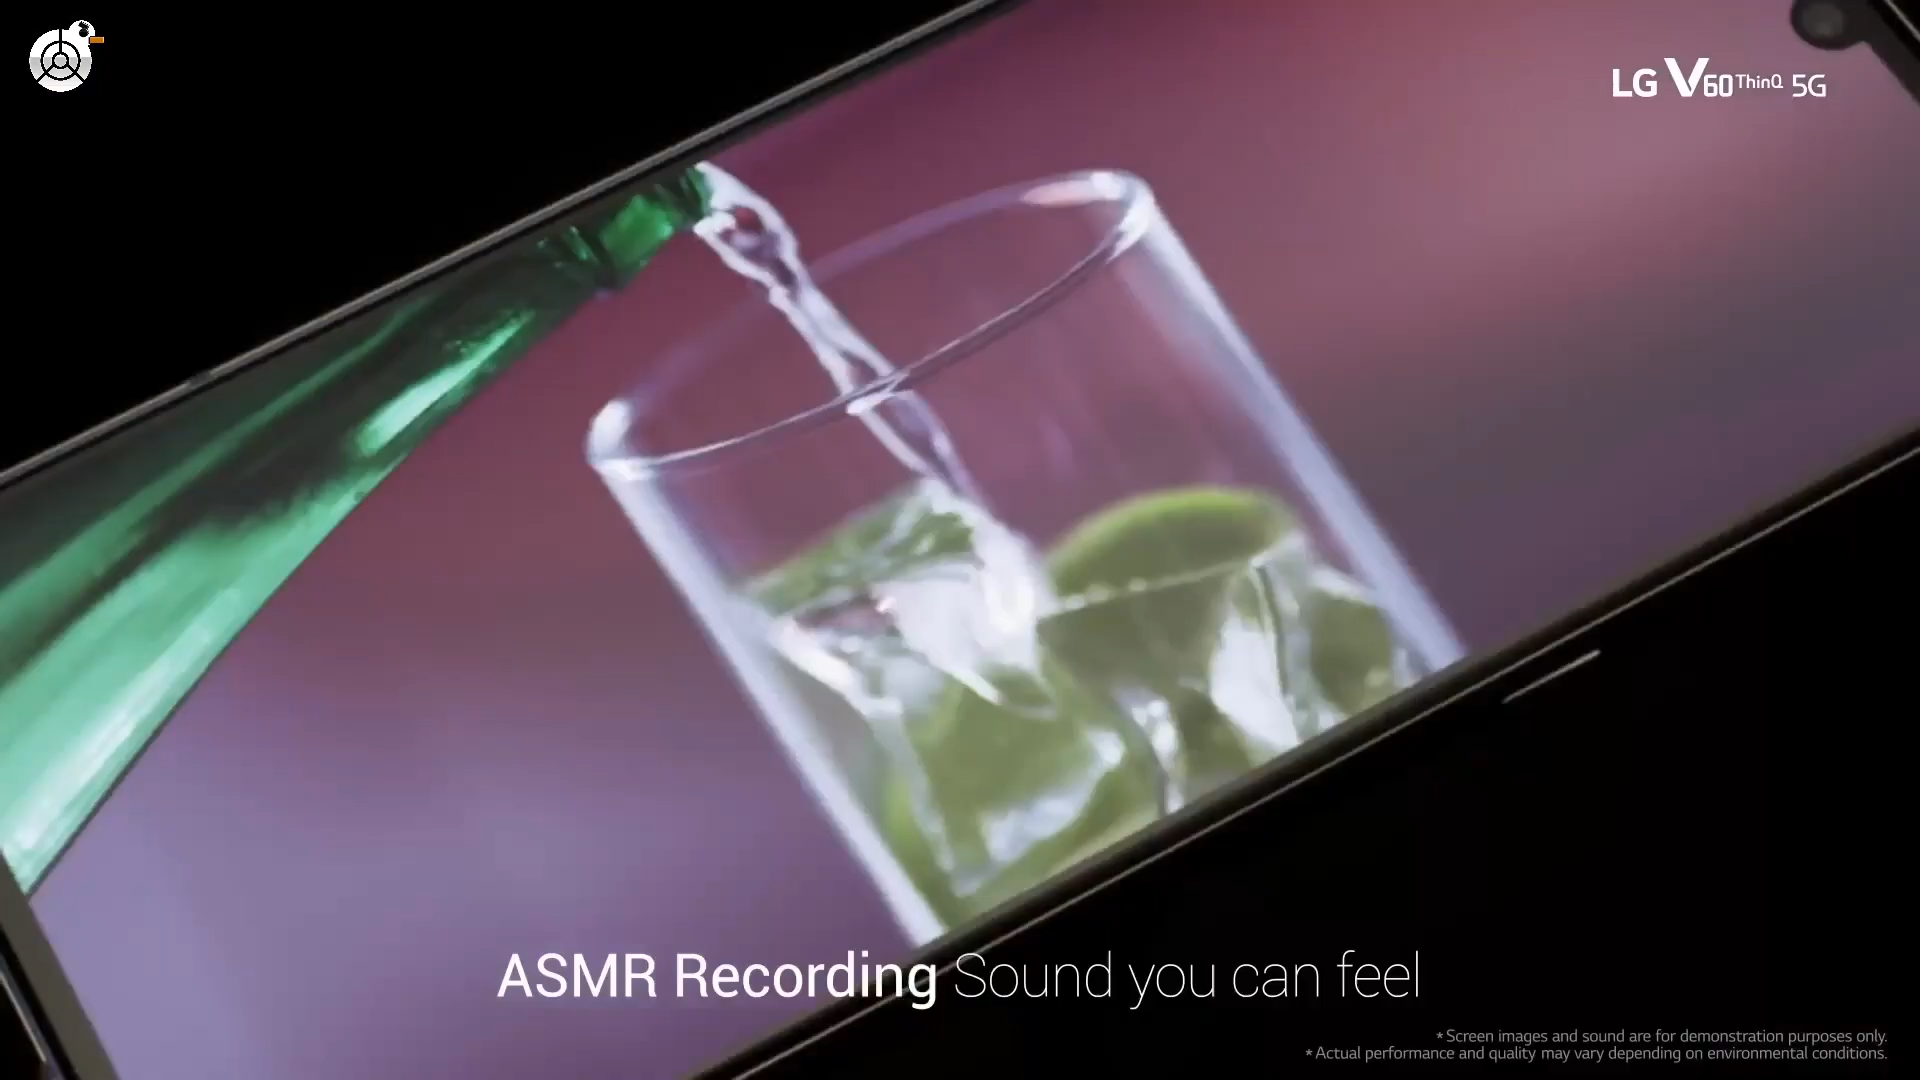 LG V60 ThinQ 5G
ASMR Recording Sound you can feel
*Screen images and sound are for demonstration purposes only.
*Actual performance and quality may vary depending on environmental conditions.